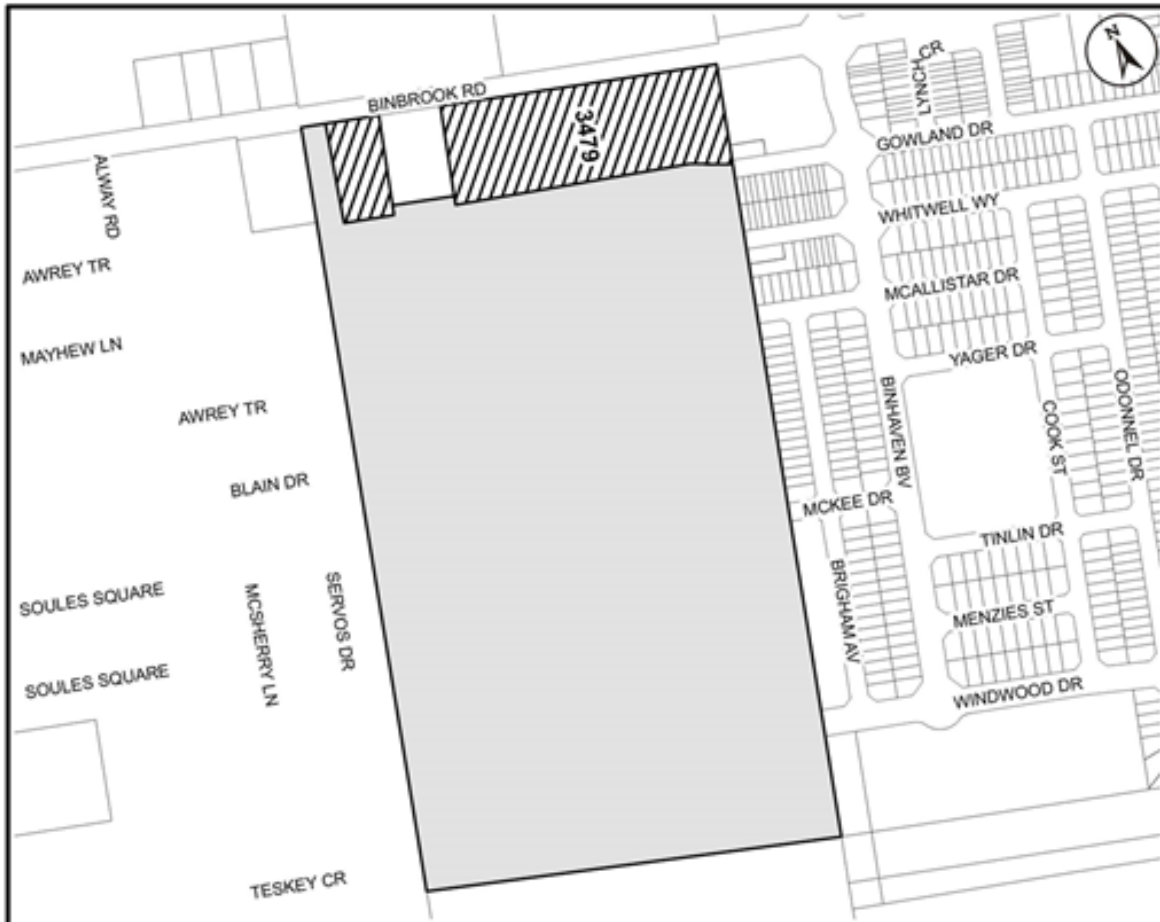 N
CR
LYNCH
BINBROOK RD
3479
GOWLAND DR
ALWAY RD
WHITWELL WY
AWREY TR
MCALLISTAR DR
MAYHEW LN
YAGER DR
BINHAVEN BV
ODONNEL DR
AWREY TR
COOK ST
BLAIN DR
MCKEE DR
TINLIN DR
SOULES SQUARE
MCSHERRY LN
SERVOS DR
BRIGHAM AV
MENZIES ST
SOULES SQUARE
WINDWOOD DR
TESKEY CR